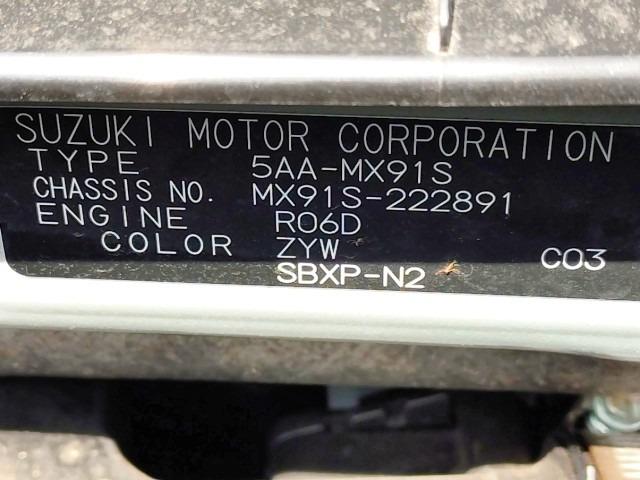 SUZUKI MOTOR CORPORATION
TYPE 5AA-MX91S
CHASSIS NO. MX91S-222891
ENGINE R06D
COLOR ZYW C03
SBXP-N2